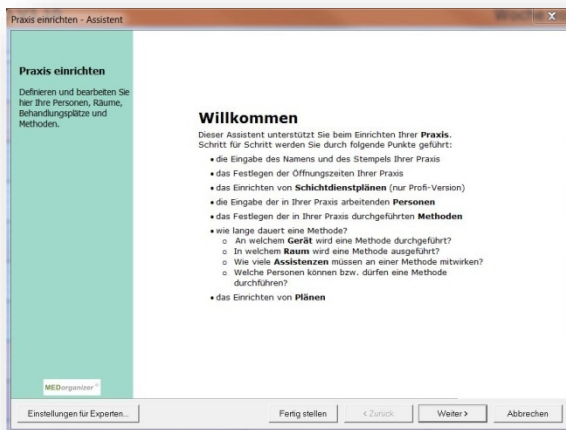 Praxis einrichten - Assistent
Praxis einrichten
Definieren und bearbeiten Sie
hier Ihre Personen, Räume,
Behandlungsplätze und
Methoden.
Willkommen
Dieser Assistent unterstützt Sie beim Einrichten Ihrer Praxis.
Schritt für Schritt werden Sie durch folgende Punkte geführt:
• die Eingabe des Namens und des Stempels Ihrer Praxis
• das Festlegen der Öffnungszeiten Ihrer Praxis
• das Einrichten von Schichtdienstplänen (nur Profi-Version)
• die Eingabe der in Ihrer Praxis arbeitenden Personen
• das Festlegen der in Ihrer Praxis durchgeführten Methoden
• wie lange dauert eine Methode?
o An welchem Gerät wird eine Methode durchgeführt?
o In welchem Raum wird eine Methode ausgeführt?
o Wie viele Assistenzen müssen an einer Methode mitwirken?
o Welche Personen können bzw. dürfen eine Methode
durchführen?
• das Einrichten von Plänen
MEDorganizer
Einstellungen für Experten...
Fertig stellen
< Zurück
Weiter >
Abbrechen